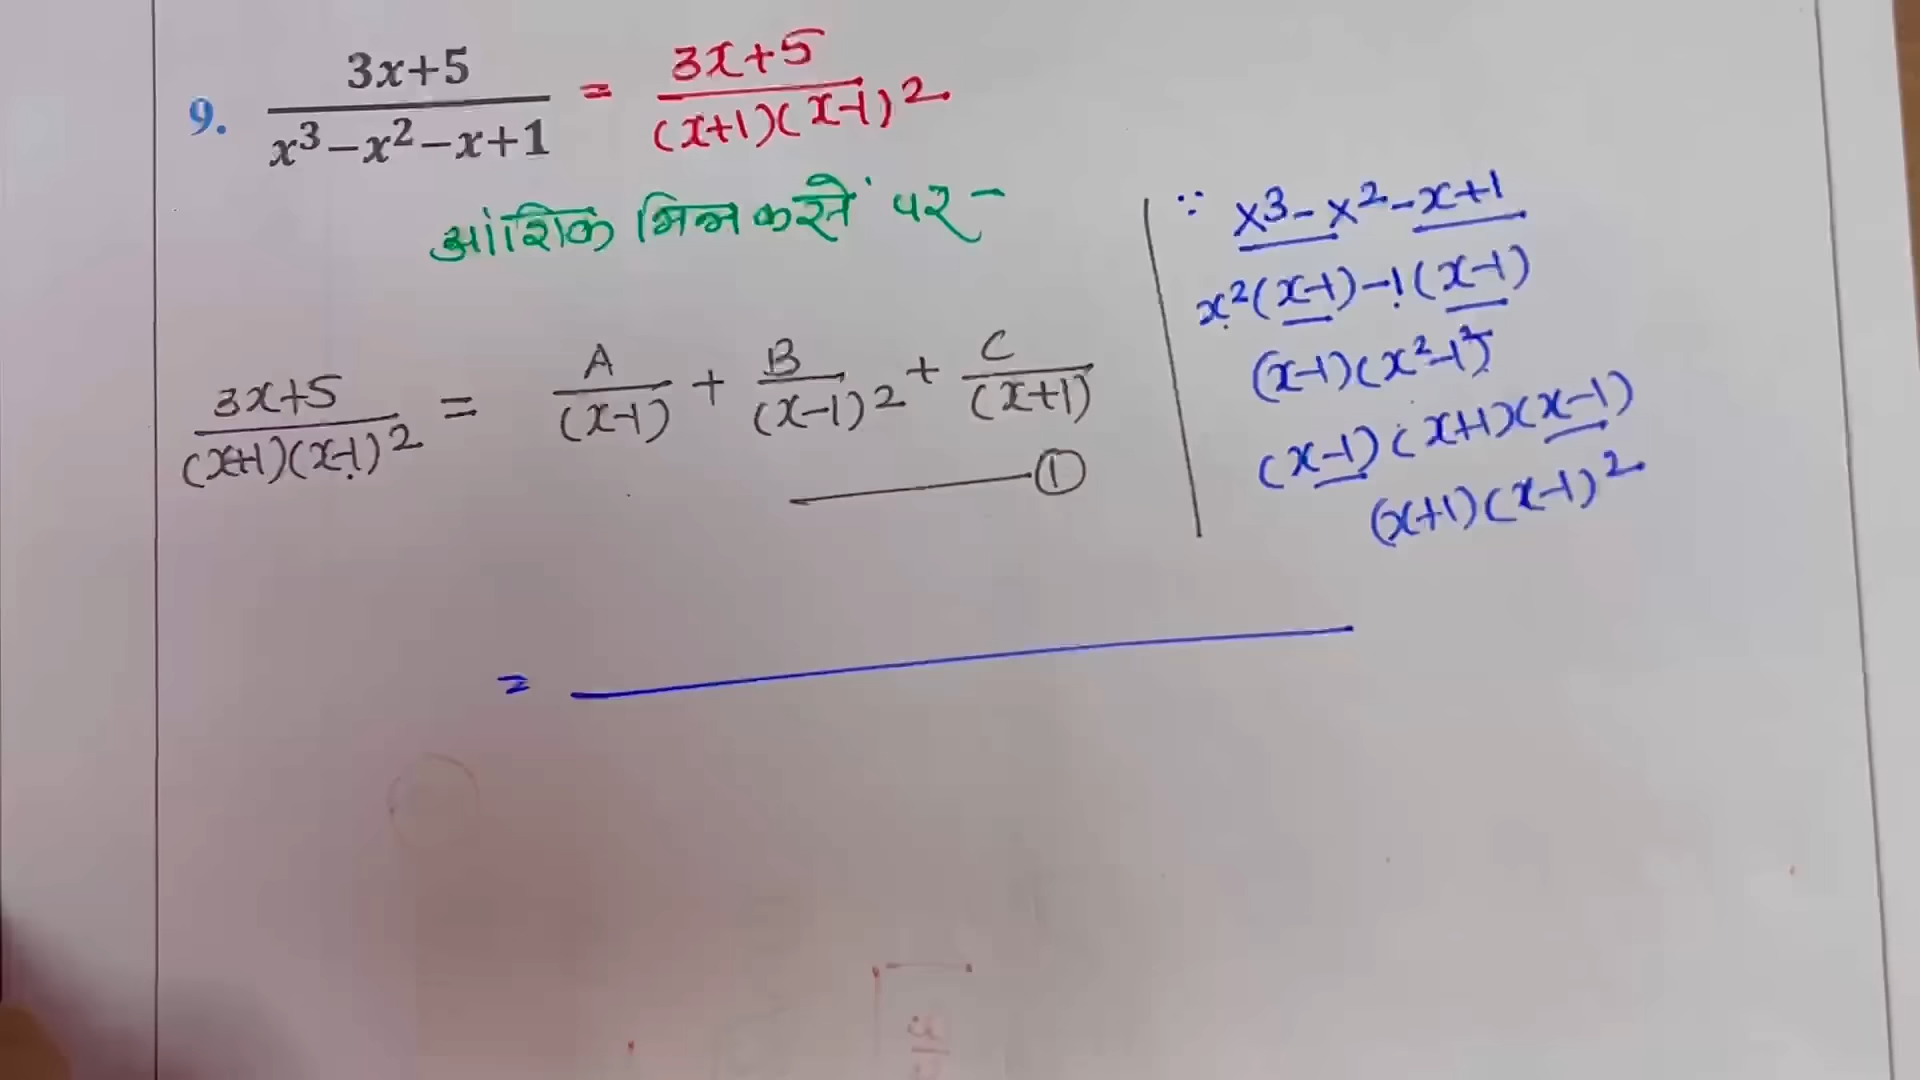 9. 3x+5 / x³−x²−x+1 = 3x+5 / (x+1)(x-1)²
आंशिक भिन्न करने पर −
3x+5 / (x+1)(x-1)² = A / (x-1) + B / (x-1)² + C / (x+1)
①
∵ x³-x²-x+1
x²(x-1)-1(x-1)
(x-1)(x²-1²)
(x-1)(x+1)(x-1)
(x+1)(x-1)²
=